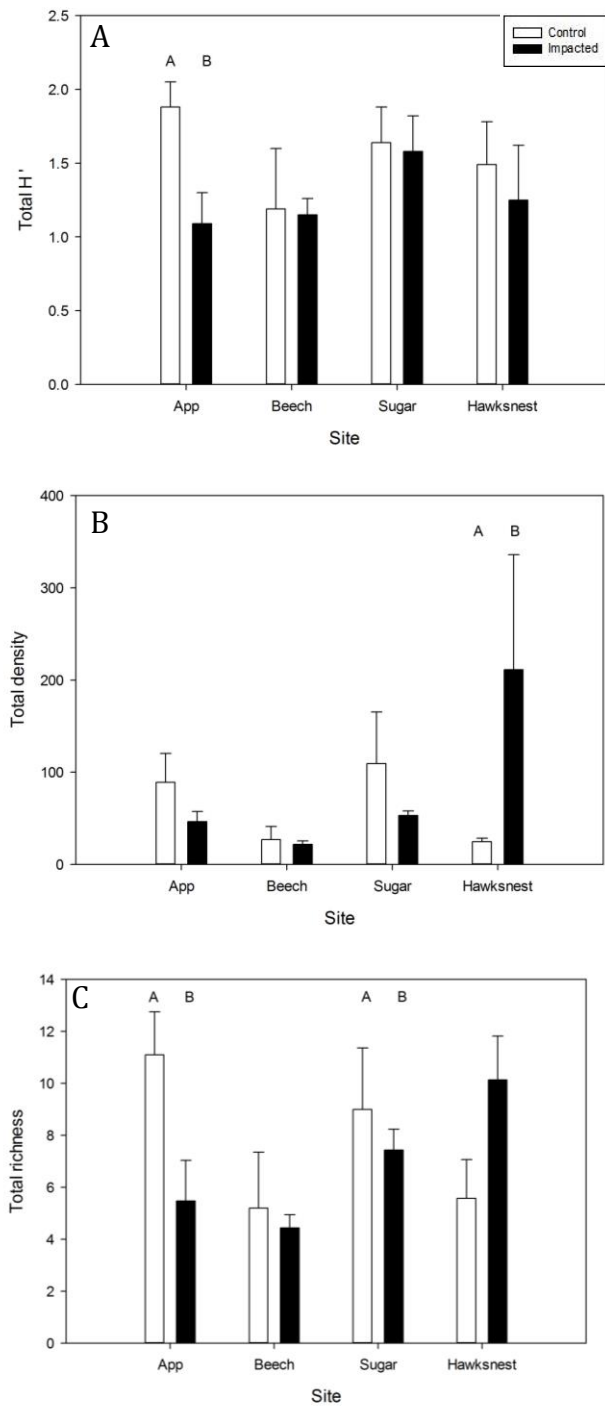 A
Control
Impacted
2.5
A B
2.0
1.5
1.0
0.5
0.0
Total H '
App Beech Sugar Hawksnest
Site
B
400
A B
300
200
100
0
Total density
App Beech Sugar Hawksnest
Site
C
14
A B A B
12
10
8
6
4
2
0
Total richness
App Beech Sugar Hawksnest
Site